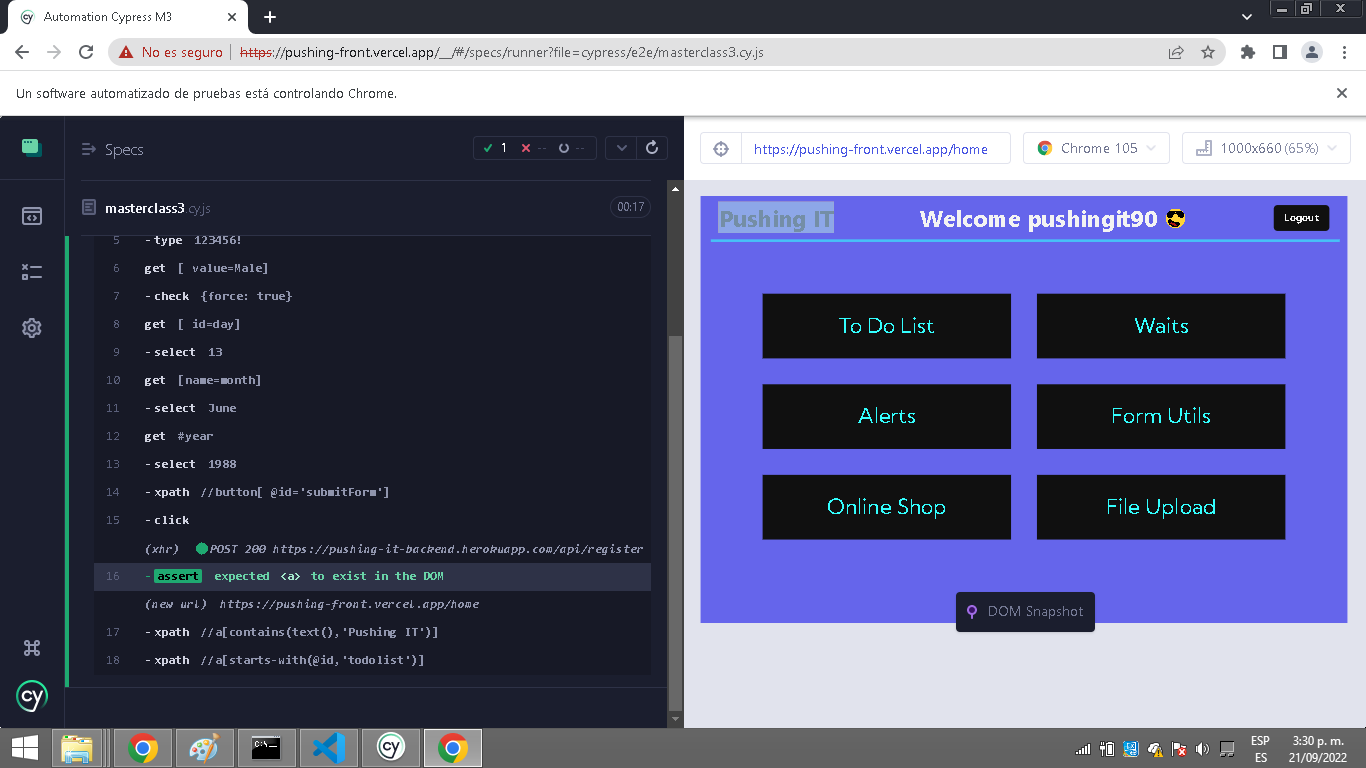 Automation Cypress M3
No es seguro
https://pushing-front.vercel.app/__/#/specs/runner?file=cypress/e2e/masterclass3.cy.js
Un software automatizado de pruebas está controlando Chrome.
Specs
1
--
--
masterclass3.cy.js
00:17
5 -type 123456!
6 get [ value=Male]
7 -check {force: true}
8 get [ id=day]
9 -select 13
10 get [name=month]
11 -select June
12 get #year
13 -select 1988
14 -xpath //button[ @id='submitForm']
15 -click
(xhr) POST 200 https://pushing-it-backend.herokuapp.com/api/register
16 -assert expected <a> to exist in the DOM
(new url) https://pushing-front.vercel.app/home
17 -xpath //a[contains(text(),'Pushing IT')]
18 -xpath //a[starts-with(@id,'todolist')]
cy
https://pushing-front.vercel.app/home
Chrome 105
1000x660 (65%)
Pushing IT
Welcome pushingit90 😎
Logout
To Do List
Waits
Alerts
Form Utils
Online Shop
File Upload
DOM Snapshot
C:\_
cy
ESP
ES
3:30 p. m.
21/09/2022